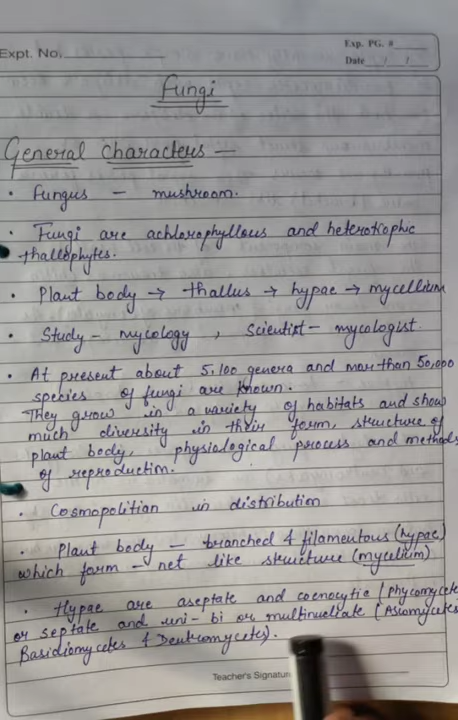 Expt. No.
Exp. PG. #
Date / /
Fungi
General Characters —
• Fungus — mushroom.
• Fungi are achlorophyllous and heterotrophic
thallophytes.
• Plant body → thallus → hypae → mycellium
• Study - mycology , Scientist - mycologist.
• At present about 5,100 genera and more than 50,000
species of fungi are known.
They grow in a variety of habitats and show
much diversity in their form, structure of
plant body, physiological process and methods
of reproduction.
• Cosmopolition in distribution
• Plant body — branched & filamentous (hypae)
which form - net like structure (mycelium)
• Hypae are aseptate and coenocytic (Phycomycete
or septate and uni- bi or multinucllate (Ascomycetes
Basidiomycetes & Deutromycetes).
Teacher's Signature